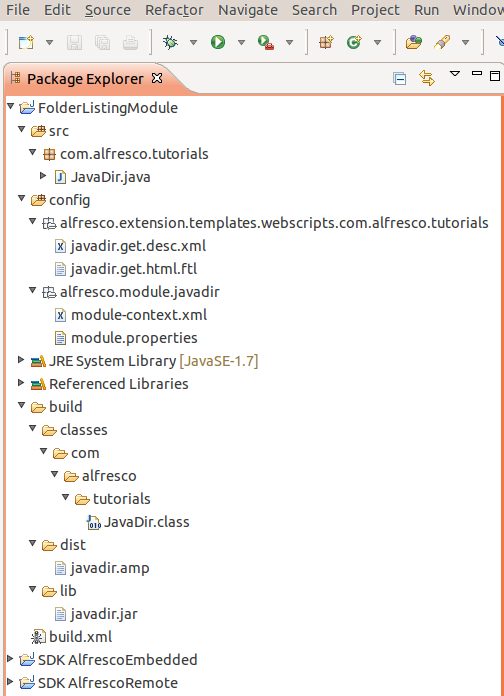 File Edit Source Refactor Navigate Search Project Run Windo
Package Explorer
FolderListingModule
src
com.alfresco.tutorials
JavaDir.java
config
alfresco.extension.templates.webscripts.com.alfresco.tutorials
javadir.get.desc.xml
javadir.get.html.ftl
alfresco.module.javadir
module-context.xml
module.properties
JRE System Library [JavaSE-1.7]
Referenced Libraries
build
classes
com
alfresco
tutorials
JavaDir.class
dist
javadir.amp
lib
javadir.jar
build.xml
SDK AlfrescoEmbedded
SDK AlfrescoRemote